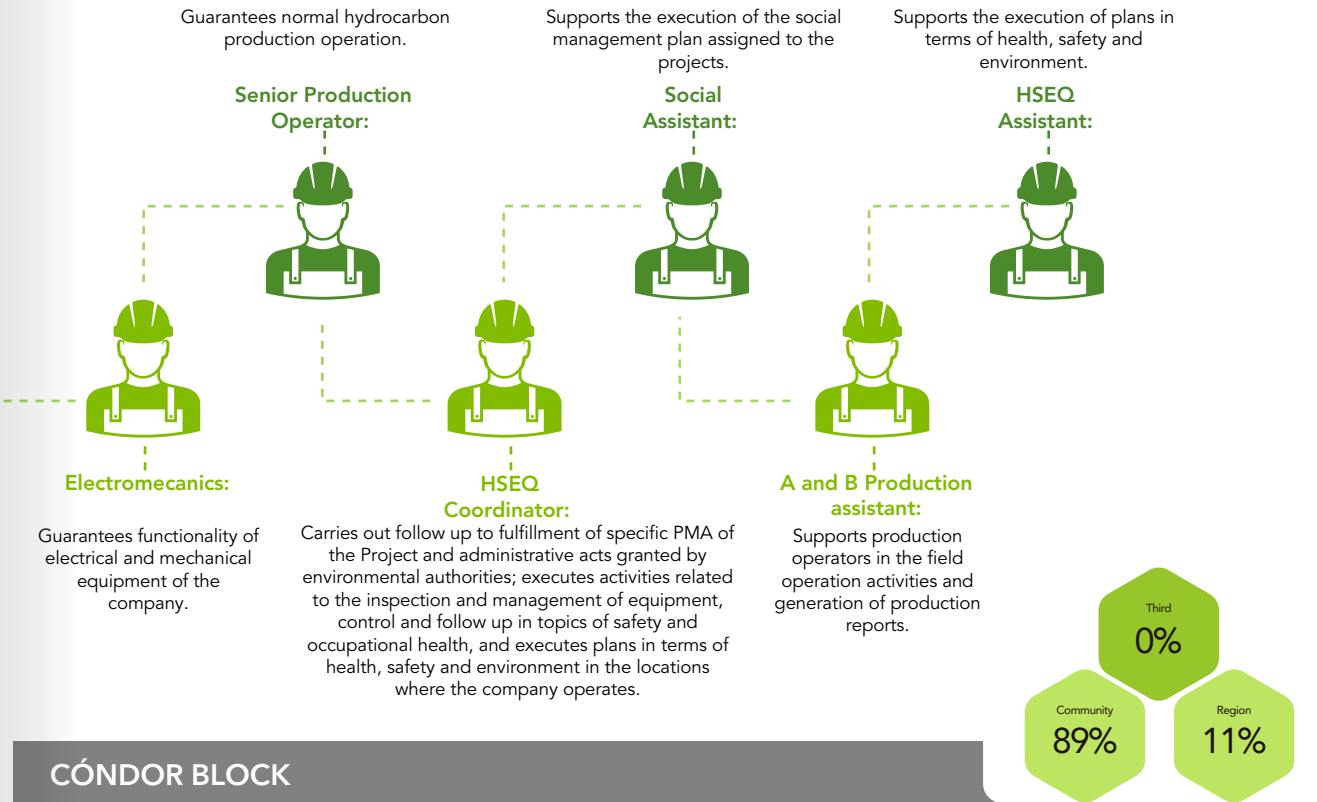 Guarantees normal hydrocarbon
production operation.
Senior Production
Operator:
Supports the execution of the social
management plan assigned to the
projects.
Social
Assistant:
Supports the execution of plans in
terms of health, safety and
environment.
HSEQ
Assistant:
Electromecanics:
Guarantees functionality of
electrical and mechanical
equipment of the
company.
HSEQ
Coordinator:
Carries out follow up to fulfillment of specific PMA of
the Project and administrative acts granted by
environmental authorities; executes activities related
to the inspection and management of equipment,
control and follow up in topics of safety and
occupational health, and executes plans in terms of
health, safety and environment in the locations
where the company operates.
A and B Production
assistant:
Supports production
operators in the field
operation activities and
generation of production
reports.
Third
0%
Community
89%
Region
11%
CÓNDOR BLOCK